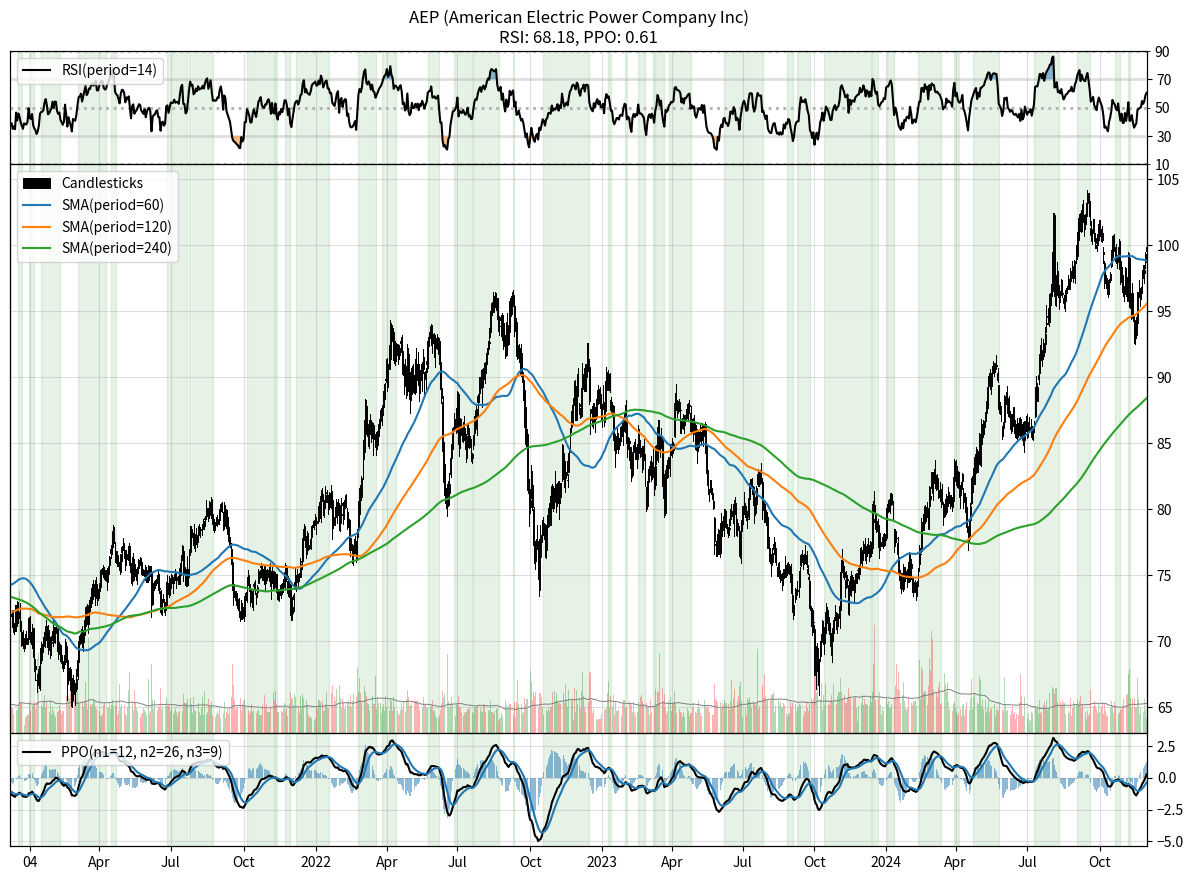 AEP (American Electric Power Company Inc)
RSI: 68.18, PPO: 0.61
RSI(period=14)
90
70
50
30
10
Candlesticks
SMA(period=60)
SMA(period=120)
SMA(period=240)
105
100
95
90
85
80
75
70
65
PPO(n1=12, n2=26, n3=9)
2.5
0.0
−2.5
−5.0
04 Apr Jul Oct 2022 Apr Jul Oct 2023 Apr Jul Oct 2024 Apr Jul Oct